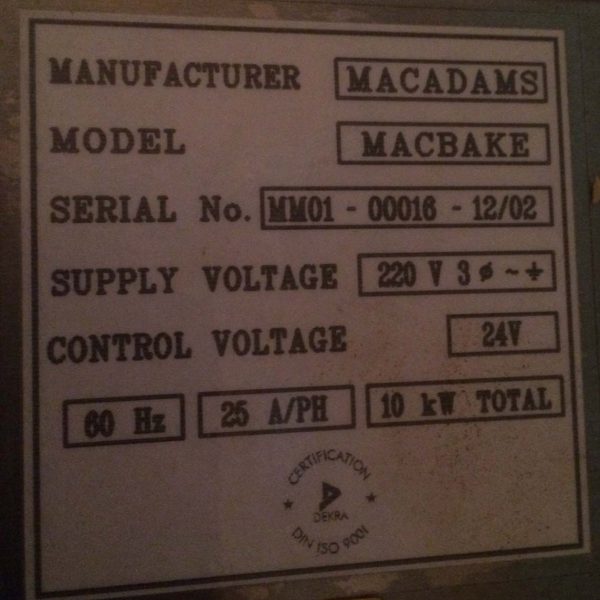 MANUFACTURER MACADAMS
MODEL MACBAKE
SERIAL No. MM01 - 00016 - 12/02
SUPPLY VOLTAGE 220 V 3 ø ~ ⏚
CONTROL VOLTAGE 24V
60 Hz 25 A/PH 10 kW TOTAL
CERTIFICATION
DEKRA
DIN ISO 9001